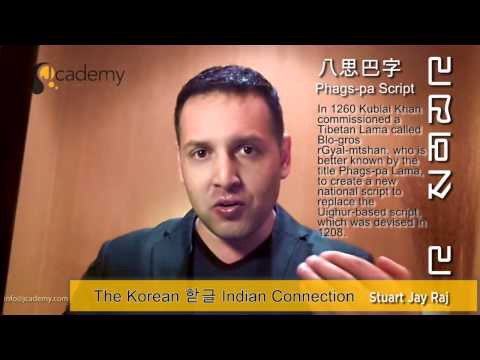 Jcademy
八思巴字
Phags-pa Script
In 1260 Kublai Khan
commissioned a
Tibetan Lama called
Blo-gros
rGyal-mtshan, who is
better known by the
title Phags-pa Lama,
to create a new
national script to
replace the
Uighur-based script,
which was devised in
1208.
info@jcademy.com
The Korean 핱글 Indian Connection
Stuart Jay Raj